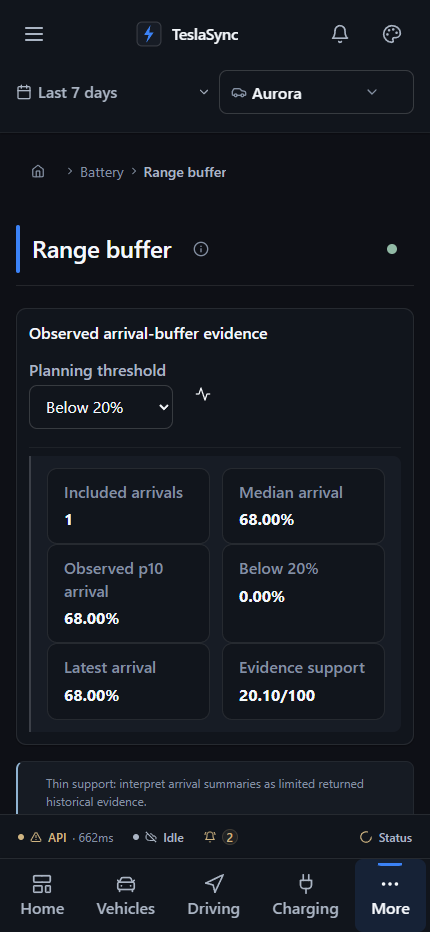 TeslaSync
Last 7 days
Aurora
Battery
Range buffer
Range buffer
Observed arrival-buffer evidence
Planning threshold
Below 20%
Included arrivals
1
Median arrival
68.00%
Observed p10
arrival
68.00%
Below 20%
0.00%
Latest arrival
68.00%
Evidence support
20.10/100
Thin support: interpret arrival summaries as limited returned
historical evidence.
API · 662ms
Idle
2
Status
Home
Vehicles
Driving
Charging
More